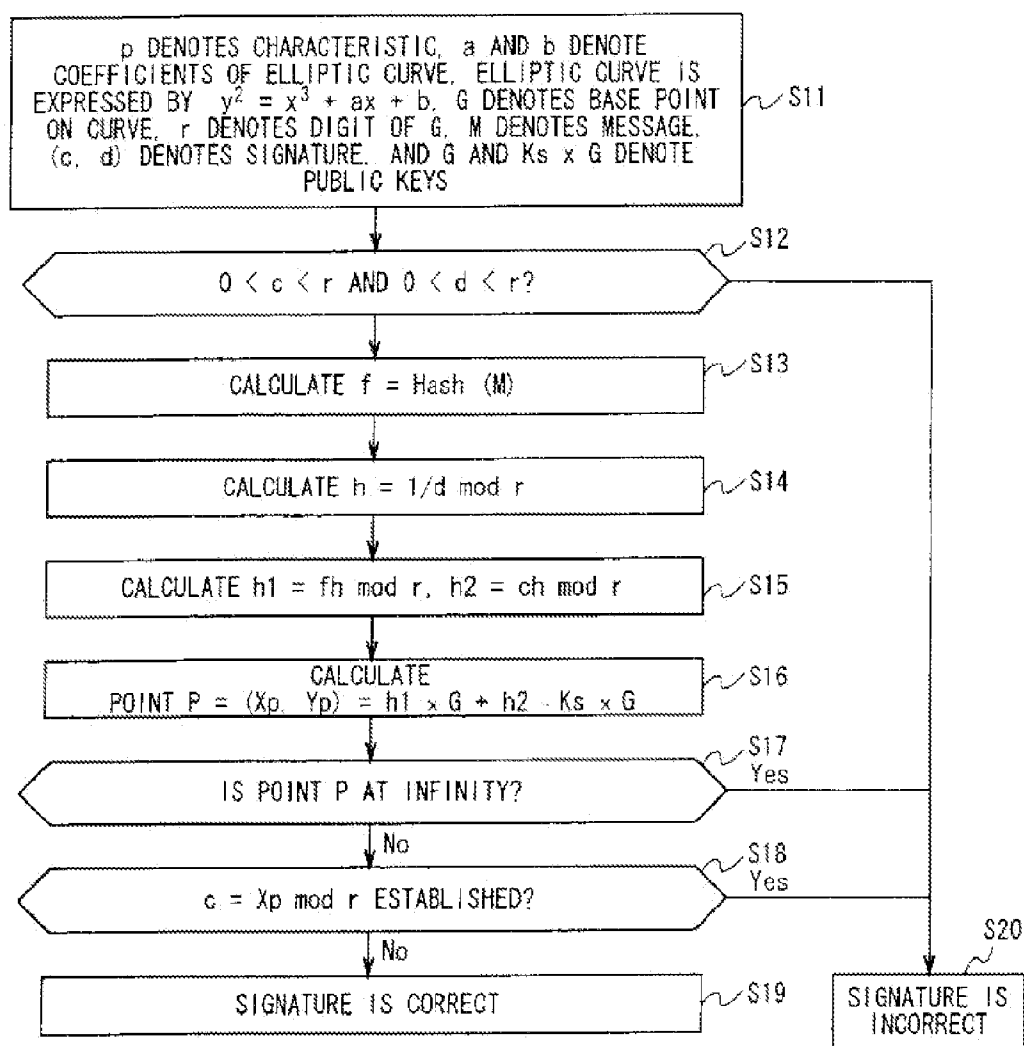 p DENOTES CHARACTERISTIC, a AND b DENOTE
COEFFICIENTS OF ELLIPTIC CURVE, ELLIPTIC CURVE IS
EXPRESSED BY y² = x³ + ax + b, G DENOTES BASE POINT
ON CURVE, r DENOTES DIGIT OF G, M DENOTES MESSAGE,
(c, d) DENOTES SIGNATURE, AND G AND Ks x G DENOTE
PUBLIC KEYS
S11
S12
0 < c < r AND 0 < d < r?
S13
CALCULATE f = Hash (M)
CALCULATE h = 1/d mod r
S14
CALCULATE h1 = fh mod r, h2 = ch mod r
S15
CALCULATE
POINT P = (Xp, Yp) = h1 × G + h2 · Ks × G
S16
S17
IS POINT P AT INFINITY?
Yes
No
S18
c = Xp mod r ESTABLISHED?
Yes
No
SIGNATURE IS CORRECT
S19
S20
SIGNATURE IS
INCORRECT